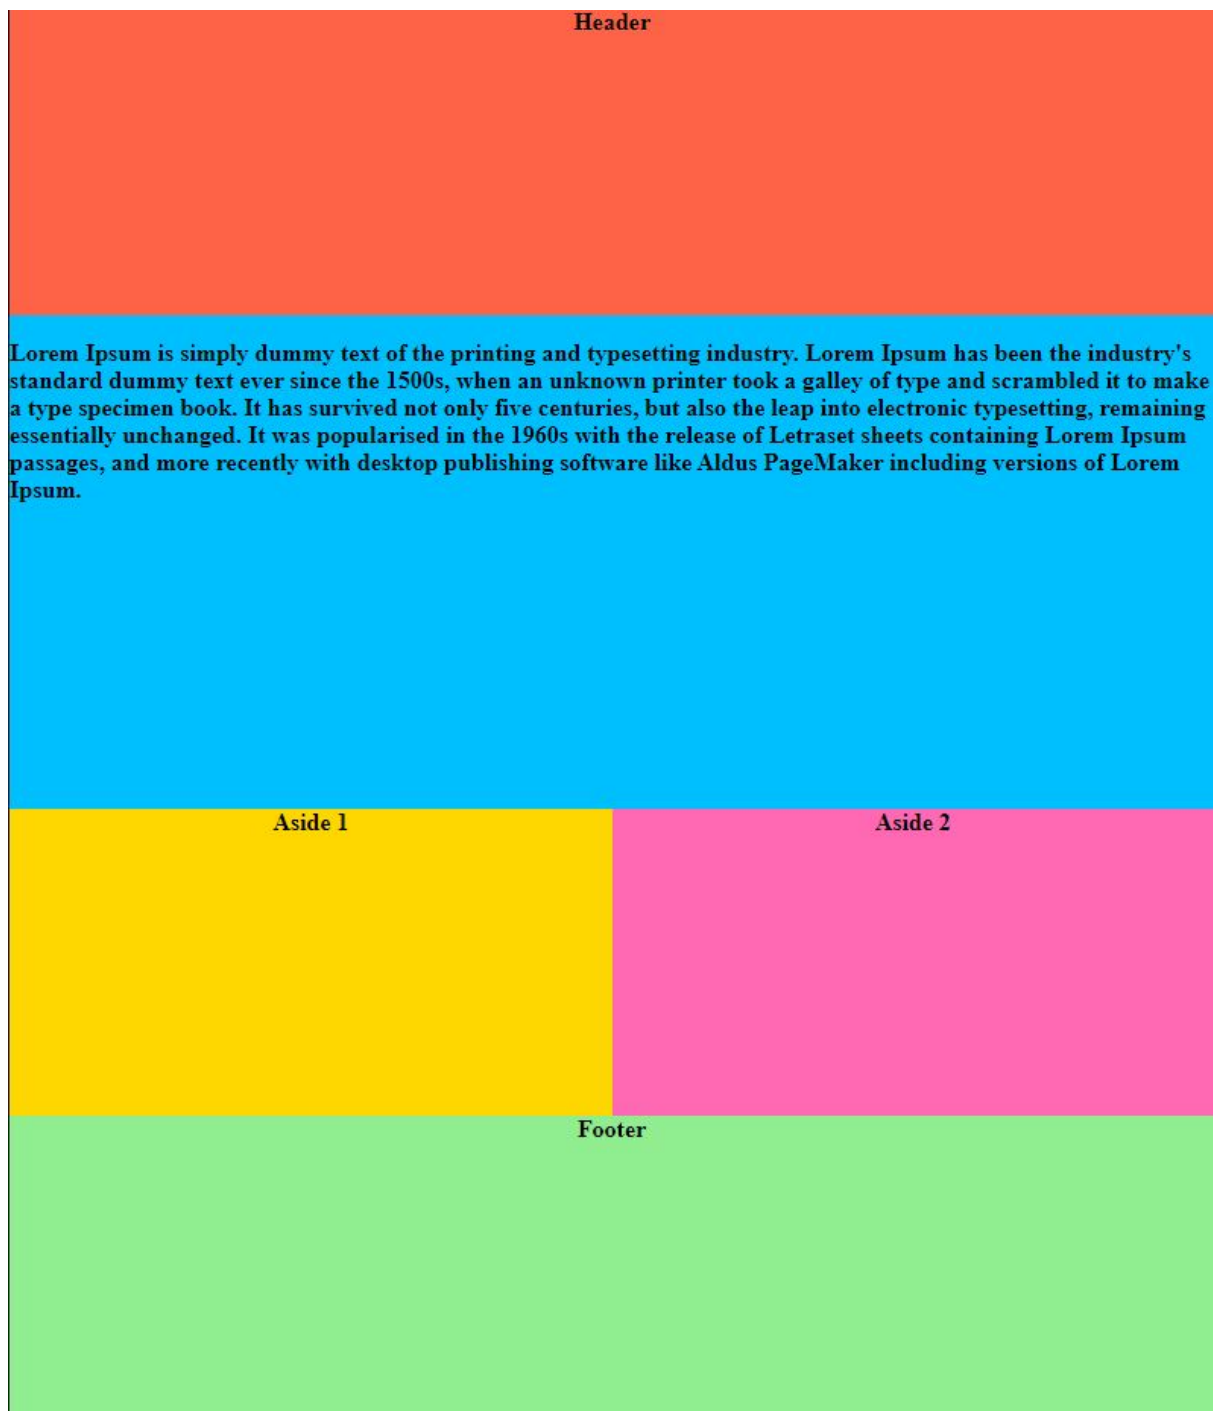 Header
Lorem Ipsum is simply dummy text of the printing and typesetting industry. Lorem Ipsum has been the industry's
standard dummy text ever since the 1500s, when an unknown printer took a galley of type and scrambled it to make
a type specimen book. It has survived not only five centuries, but also the leap into electronic typesetting, remaining
essentially unchanged. It was popularised in the 1960s with the release of Letraset sheets containing Lorem Ipsum
passages, and more recently with desktop publishing software like Aldus PageMaker including versions of Lorem
Ipsum.
Aside 1
Aside 2
Footer